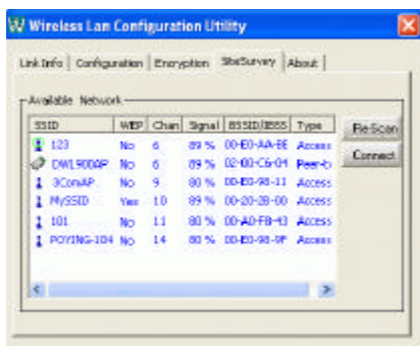 Wireless Lan Configuration Utility
Link Info Configuration Encryption SiteSurvey About
Available Network
SSID WEP Chan Signal BSSID/IBSS Type
Re-Scan
123 No 6 89 % 00-E0-AA-BE Access
Connect
DWL900AP No 6 89 % 02-00-C6-04 Peer-to
3ComAP No 9 80 % 00-E0-98-11 Access
MySSID Yes 10 89 % 00-20-2B-00 Access
101 No 11 80 % 00-A0-F8-43 Access
POYING-104 No 14 80 % 00-E0-98-9F Access